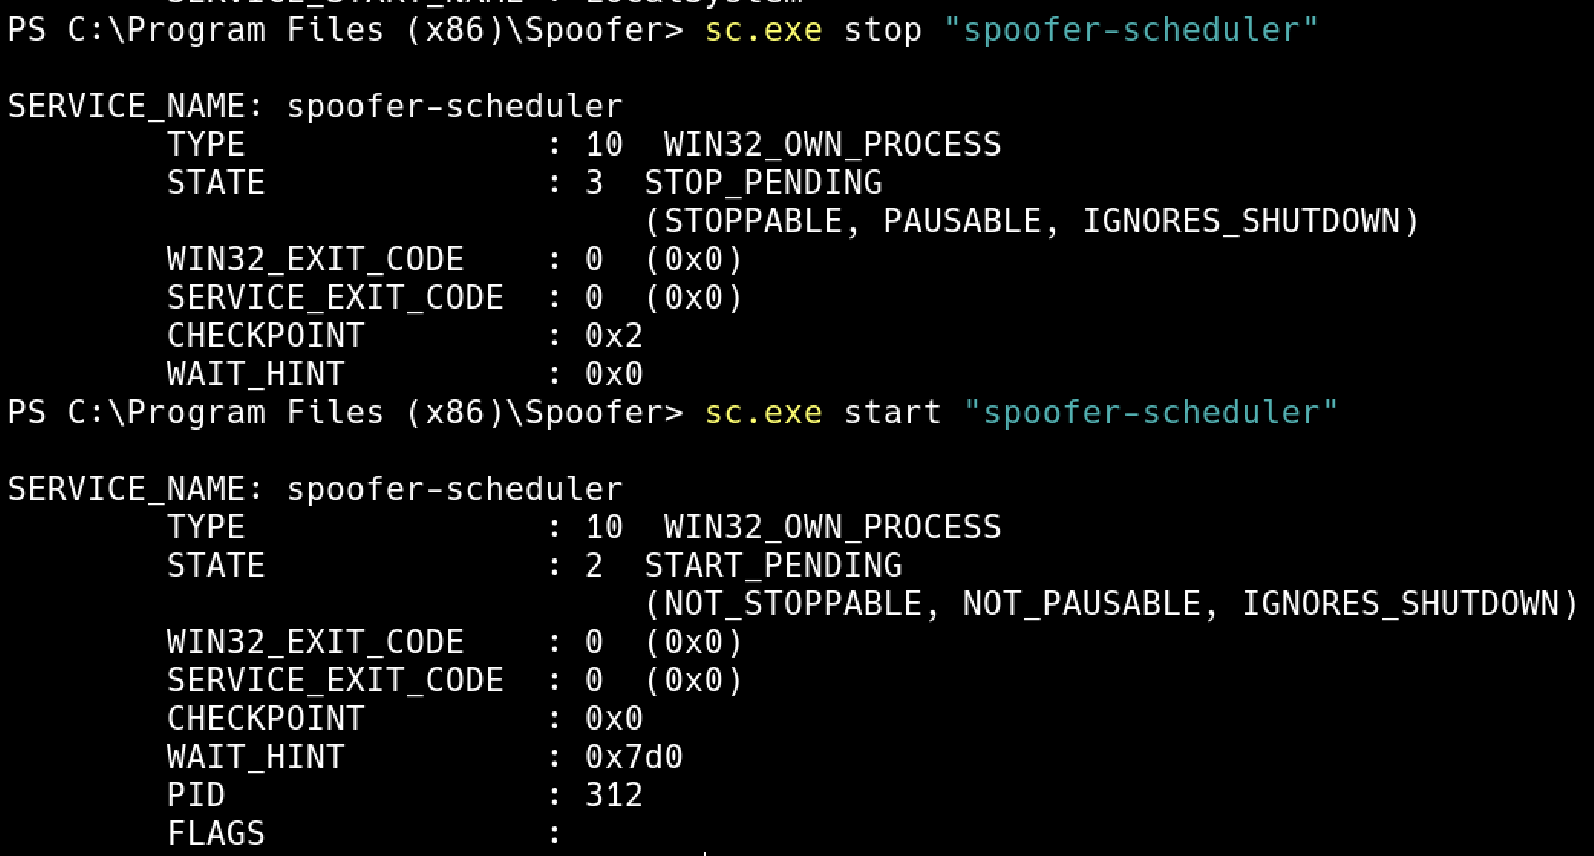 SERVICE_START_NAME : LocalSystem
PS C:\Program Files (x86)\Spoofer> sc.exe stop "spoofer-scheduler"
SERVICE_NAME: spoofer-scheduler
TYPE : 10 WIN32_OWN_PROCESS
STATE : 3 STOP_PENDING
(STOPPABLE, PAUSABLE, IGNORES_SHUTDOWN)
WIN32_EXIT_CODE : 0 (0x0)
SERVICE_EXIT_CODE : 0 (0x0)
CHECKPOINT : 0x2
WAIT_HINT : 0x0
PS C:\Program Files (x86)\Spoofer> sc.exe start "spoofer-scheduler"
SERVICE_NAME: spoofer-scheduler
TYPE : 10 WIN32_OWN_PROCESS
STATE : 2 START_PENDING
(NOT_STOPPABLE, NOT_PAUSABLE, IGNORES_SHUTDOWN)
WIN32_EXIT_CODE : 0 (0x0)
SERVICE_EXIT_CODE : 0 (0x0)
CHECKPOINT : 0x0
WAIT_HINT : 0x7d0
PID : 312
FLAGS :